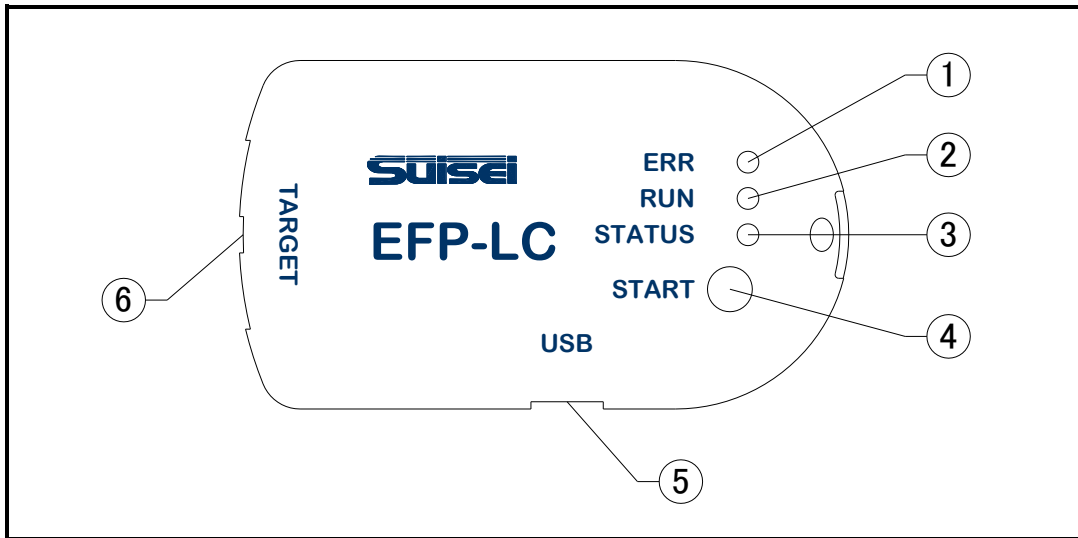 ①
Suisei
ERR
RUN
②
TARGET
EFP-LC
STATUS
③
START
④
⑥
USB
⑤